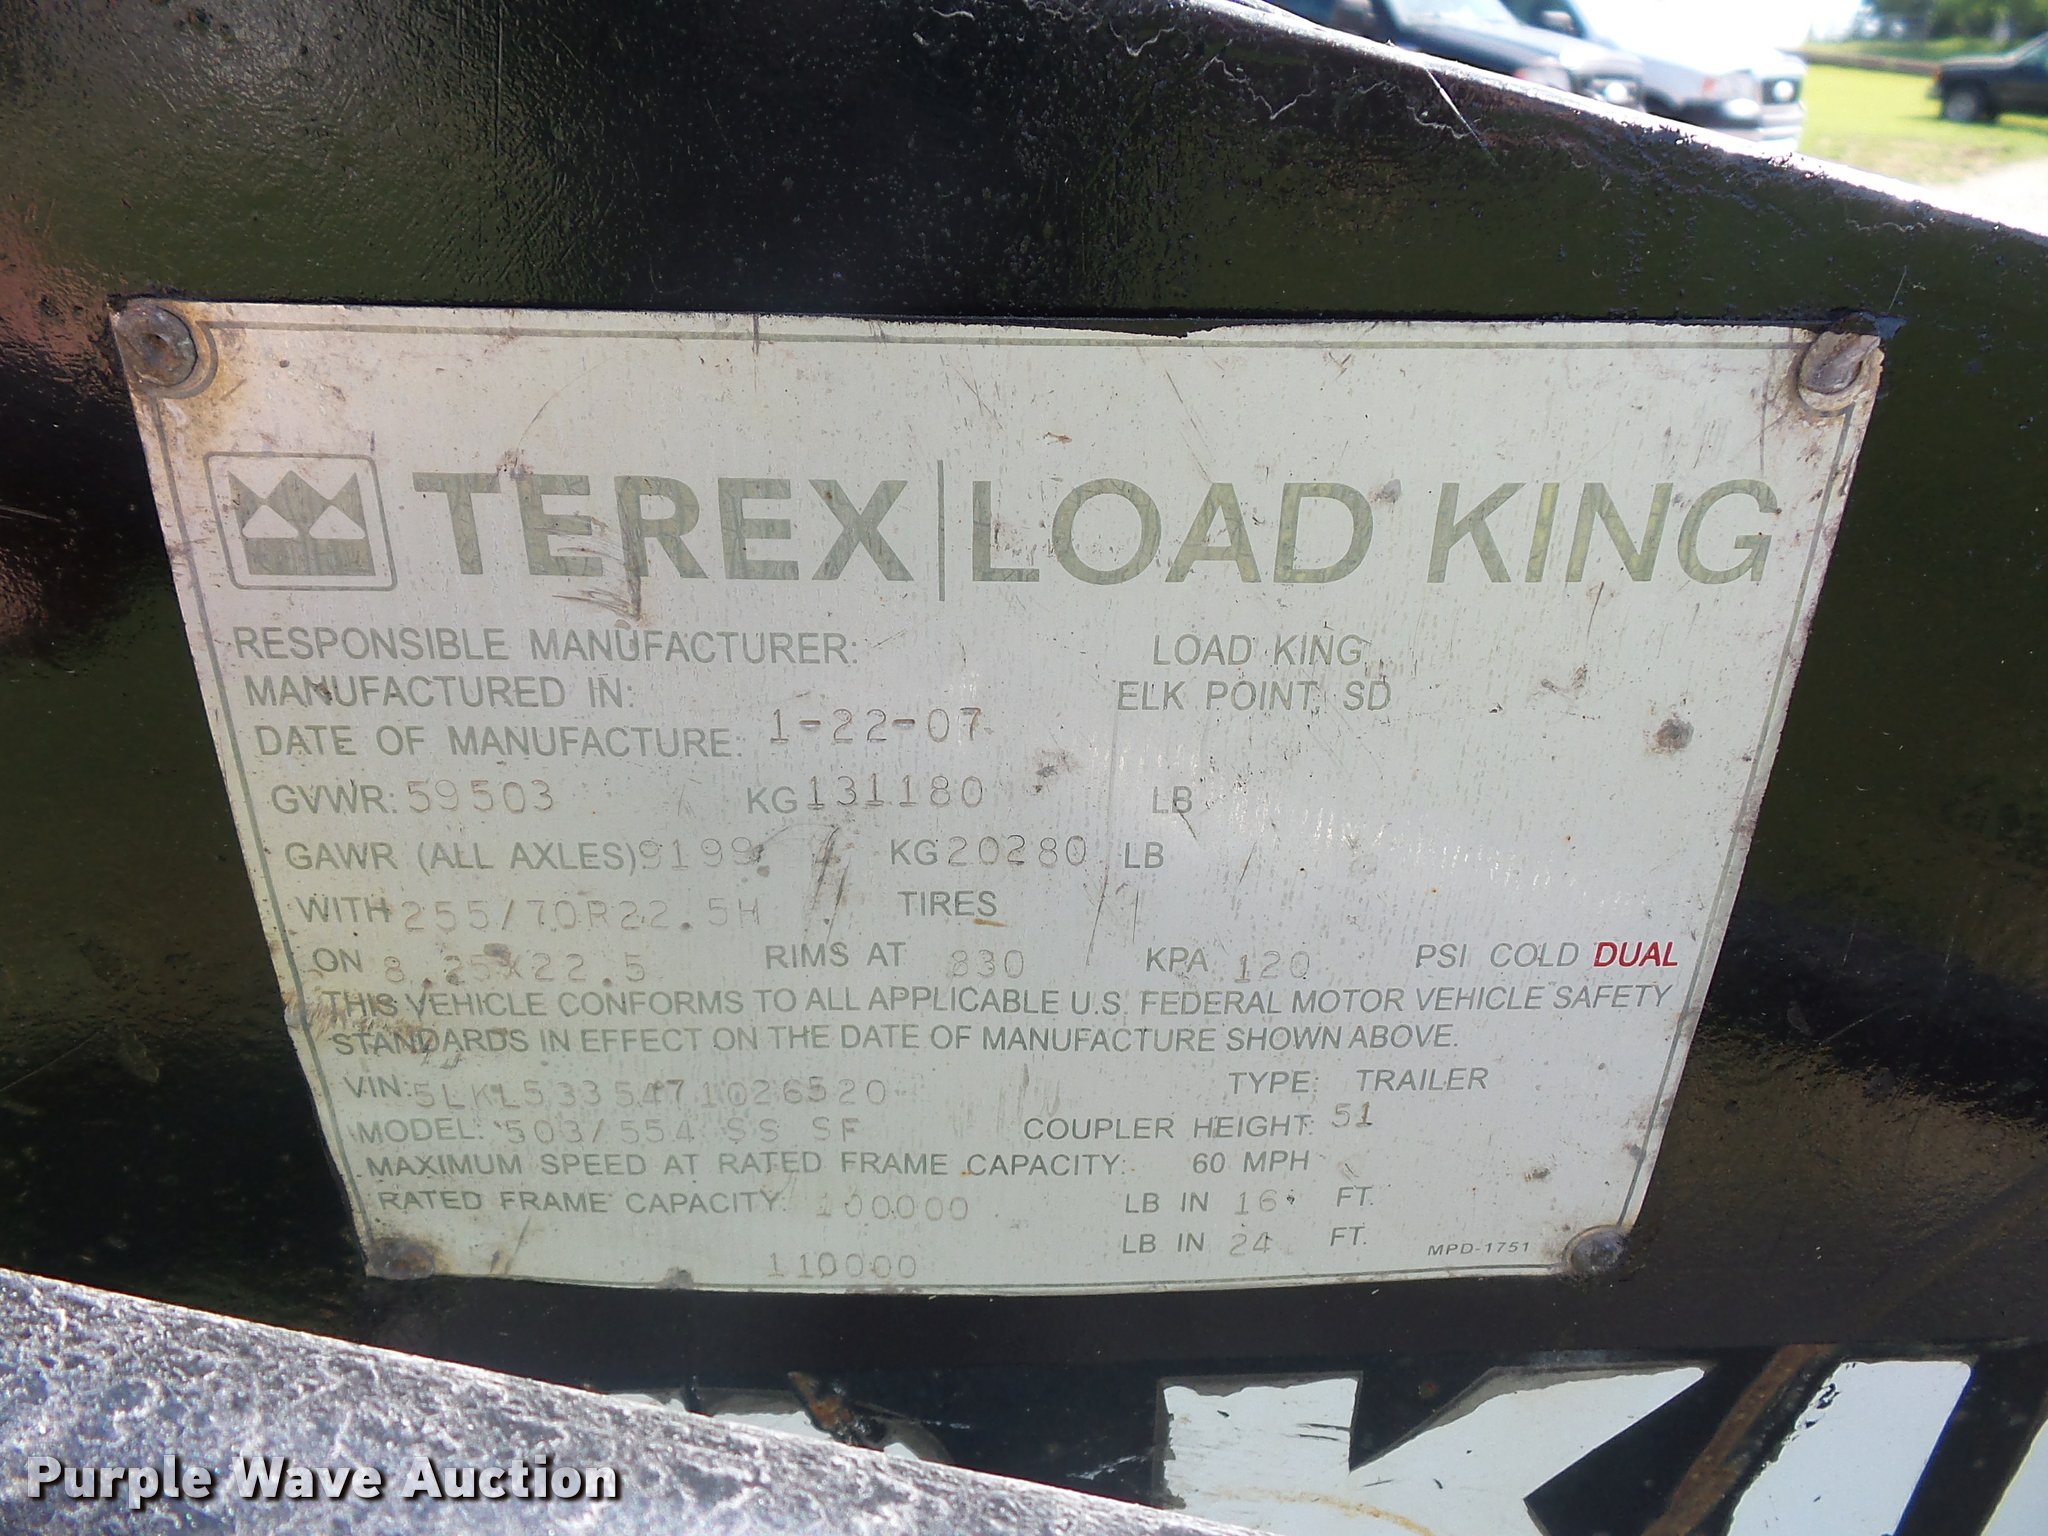 TEREX | LOAD KING
RESPONSIBLE MANUFACTURER: LOAD KING
MANUFACTURED IN: ELK POINT, SD
DATE OF MANUFACTURE: 1-22-07
GVWR: 59503 KG 131180 LB
GAWR (ALL AXLES) 9199 KG 20280 LB
WITH 255/70R22.5H TIRES
ON 8.25X22.5 RIMS AT 830 KPA 120 PSI COLD DUAL
THIS VEHICLE CONFORMS TO ALL APPLICABLE U.S. FEDERAL MOTOR VEHICLE SAFETY
STANDARDS IN EFFECT ON THE DATE OF MANUFACTURE SHOWN ABOVE.
VIN: 5LKL5335471026520 TYPE: TRAILER
MODEL: 503/554 SS SF COUPLER HEIGHT: 51
MAXIMUM SPEED AT RATED FRAME CAPACITY: 60 MPH
RATED FRAME CAPACITY: 100000 LB IN 16 FT.
110000 LB IN 24 FT.
MPD-1751
Purple Wave Auction